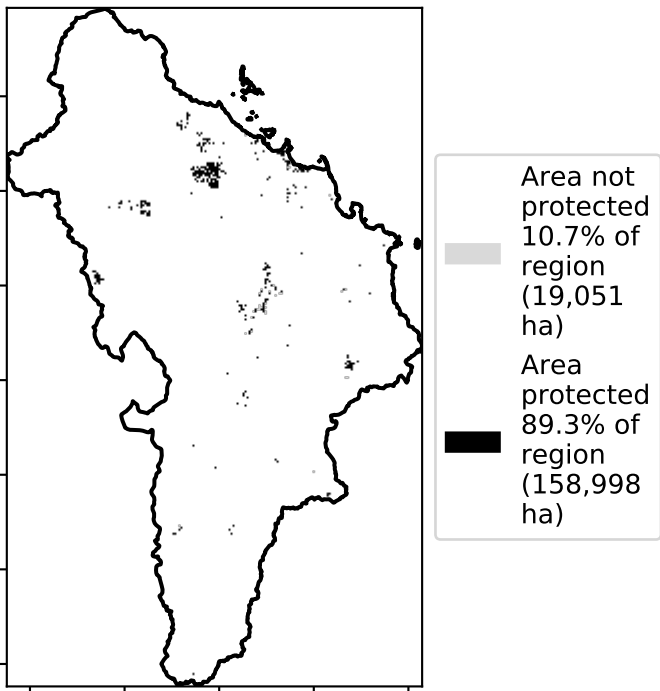 Area not
protected
10.7% of
region
(19,051
ha)
Area
protected
89.3% of
region
(158,998
ha)